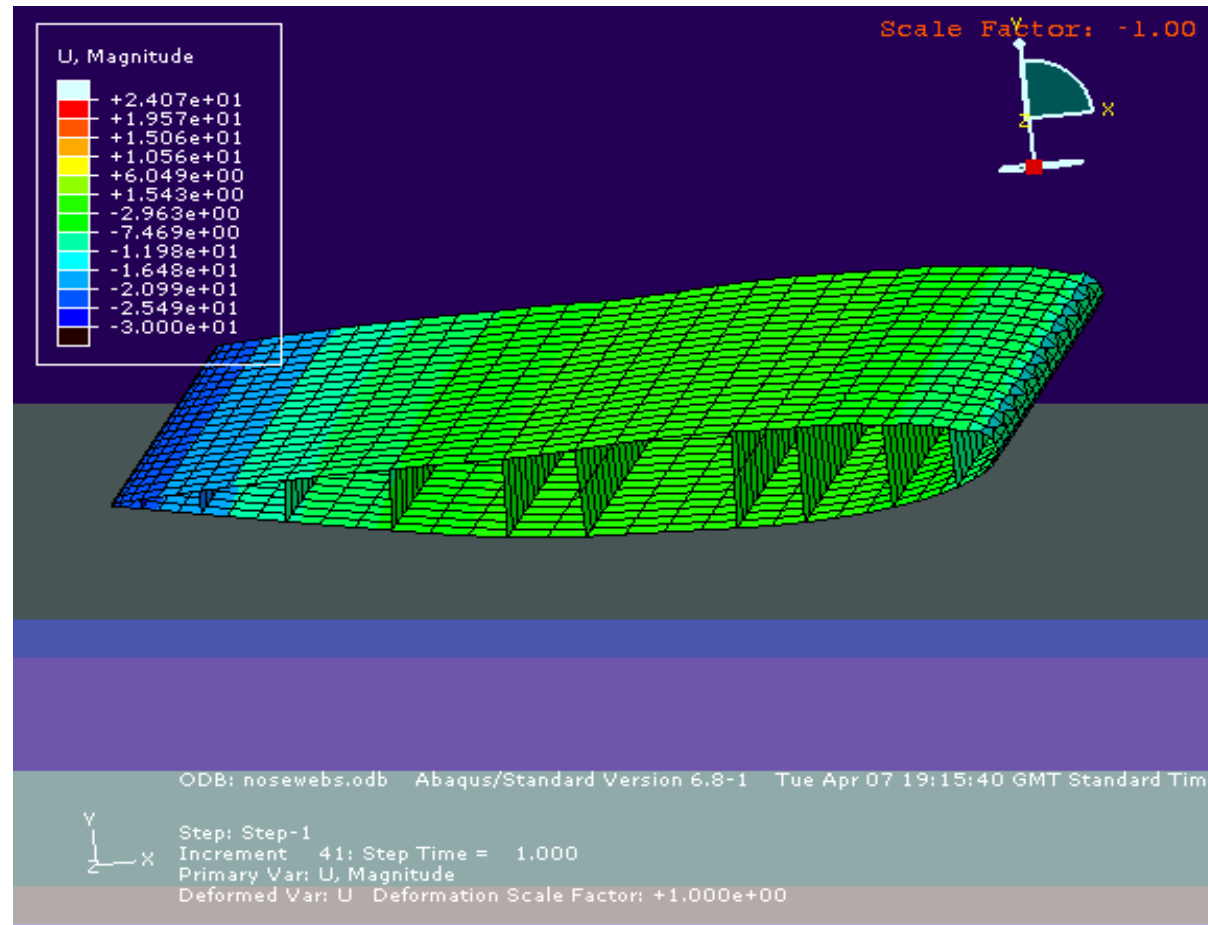 Scale Factor: -1.00
U, Magnitude
+2.407e+01
+1.957e+01
+1.506e+01
+1.056e+01
+6.049e+00
+1.543e+00
-2.963e+00
-7.469e+00
-1.198e+01
-1.648e+01
-2.099e+01
-2.549e+01
-3.000e+01
Y
X
Z
ODB: nosewebs.odb Abaqus/Standard Version 6.8-1 Tue Apr 07 19:15:40 GMT Standard Tim
Y
X
Z
Step: Step-1
Increment 41: Step Time = 1.000
Primary Var: U, Magnitude
Deformed Var: U Deformation Scale Factor: +1.000e+00